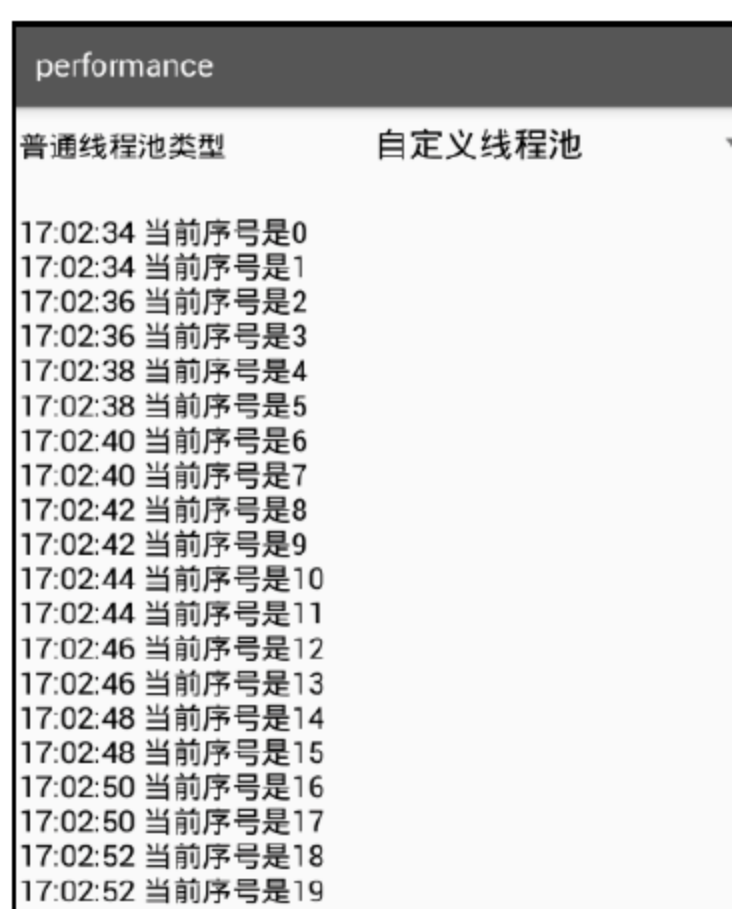 performance
普通线程池类型 自定义线程池
17:02:34 当前序号是0
17:02:34 当前序号是1
17:02:36 当前序号是2
17:02:36 当前序号是3
17:02:38 当前序号是4
17:02:38 当前序号是5
17:02:40 当前序号是6
17:02:40 当前序号是7
17:02:42 当前序号是8
17:02:42 当前序号是9
17:02:44 当前序号是10
17:02:44 当前序号是11
17:02:46 当前序号是12
17:02:46 当前序号是13
17:02:48 当前序号是14
17:02:48 当前序号是15
17:02:50 当前序号是16
17:02:50 当前序号是17
17:02:52 当前序号是18
17:02:52 当前序号是19